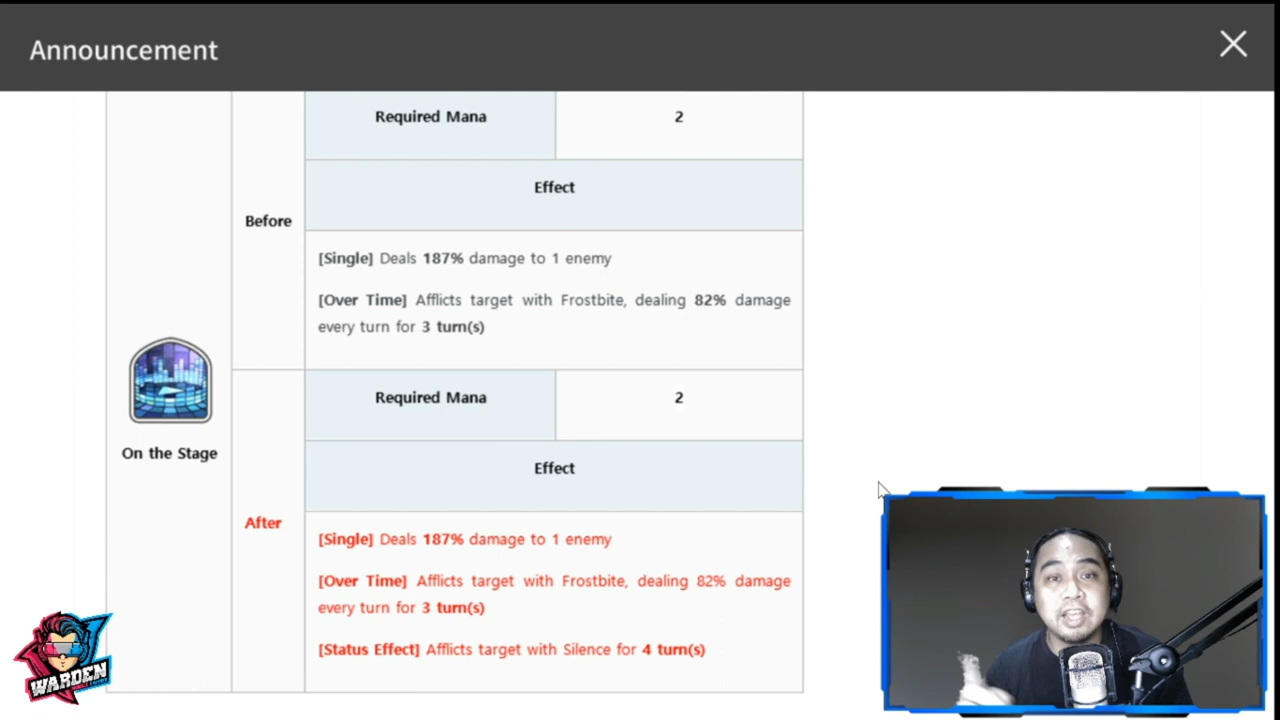 Announcement
Required Mana 2
Effect
Before
[Single] Deals 187% damage to 1 enemy
[Over Time] Afflicts target with Frostbite, dealing 82% damage
every turn for 3 turn(s)
On the Stage
Required Mana 2
Effect
After
[Single] Deals 187% damage to 1 enemy
[Over Time] Afflicts target with Frostbite, dealing 82% damage
every turn for 3 turn(s)
[Status Effect] Afflicts target with Silence for 4 turn(s)
WARDEN